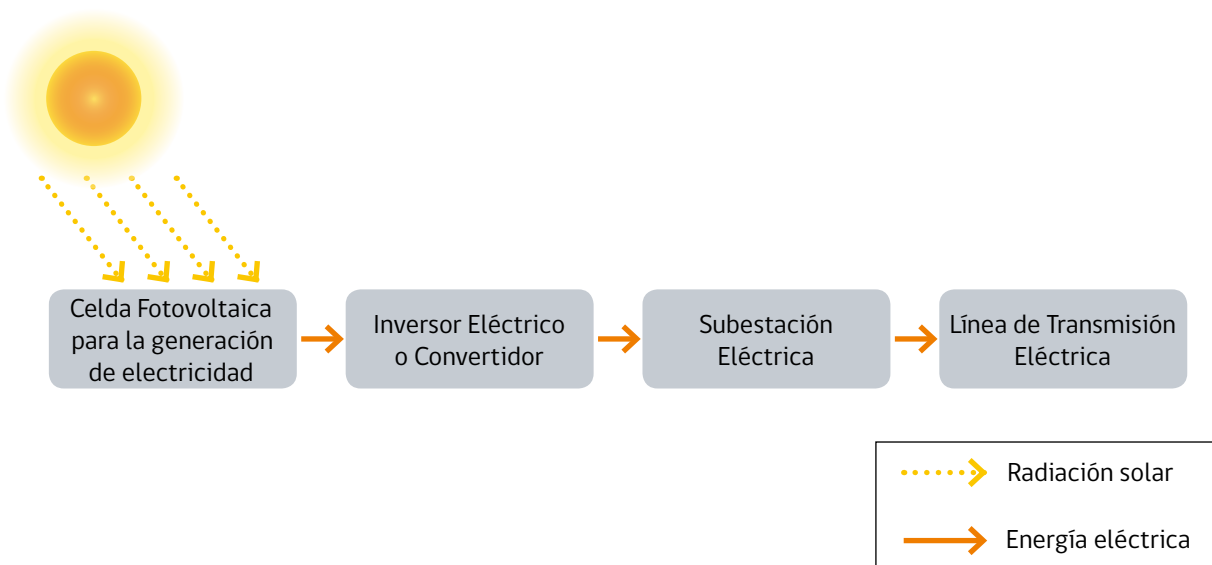 Celda Fotovoltaica
para la generación
de electricidad
Inversor Eléctrico
o Convertidor
Subestación
Eléctrica
Línea de Transmisión
Eléctrica
Radiación solar
Energía eléctrica